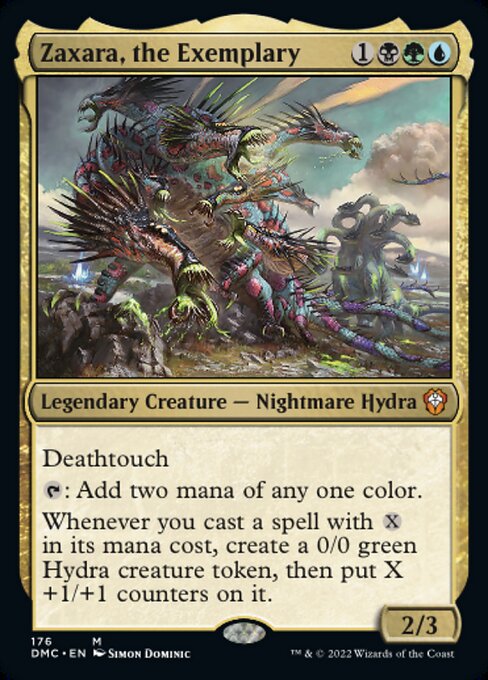 Zaxara, the Exemplary 1
Legendary Creature — Nightmare Hydra
Deathtouch
: Add two mana of any one color.
Whenever you cast a spell with X
in its mana cost, create a 0/0 green
Hydra creature token, then put X
+1/+1 counters on it.
2/3
176 M
DMC • EN SIMON DOMINIC
™ & © 2022 Wizards of the Coast